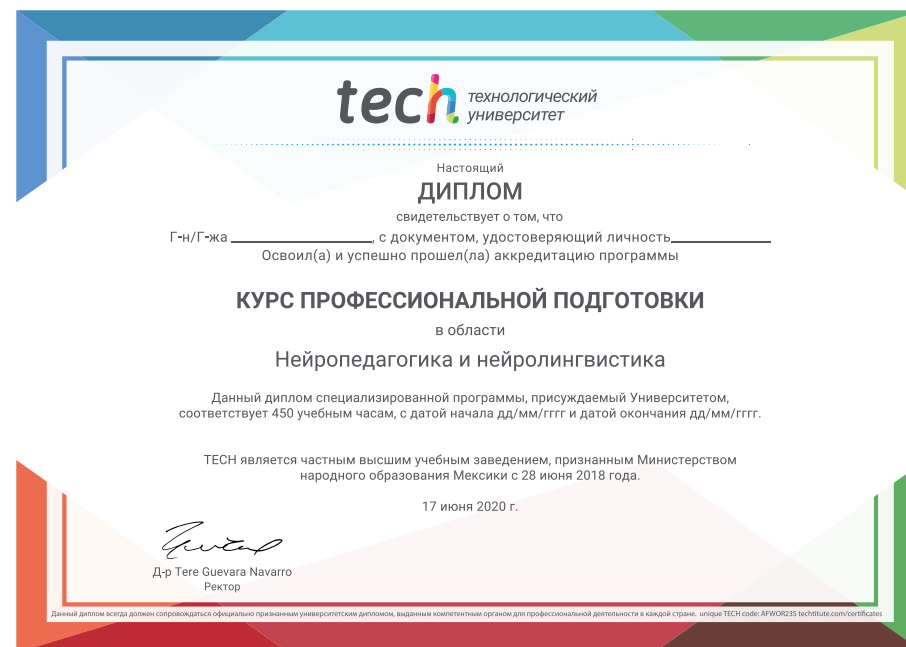 tech технологический
университет
Настоящий
ДИПЛОМ
свидетельствует о том, что
Г-н/Г-жа ____________________, с документом, удостоверяющий личность______________
Освоил(а) и успешно прошел(ла) аккредитацию программы
КУРС ПРОФЕССИОНАЛЬНОЙ ПОДГОТОВКИ
в области
Нейропедагогика и нейролингвистика
Данный диплом специализированной программы, присуждаемый Университетом,
соответствует 450 учебным часам, с датой начала дд/мм/гггг и датой окончания дд/мм/гггг.
TECH является частным высшим учебным заведением, признанным Министерством
народного образования Мексики с 28 июня 2018 года.
17 июня 2020 г.
Д-р Tere Guevara Navarro
Ректор
Данный диплом всегда должен сопровождаться официально признанным университетским дипломом, выданным компетентным органом для профессиональной деятельности в каждой стране. unique TECH code: AFWOR235 techtitute.com/certificates